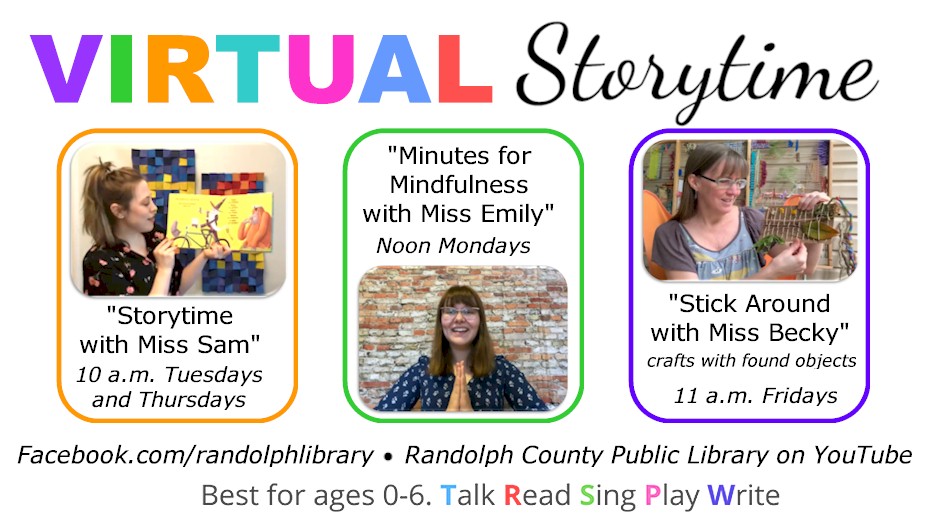 VIRTUAL Storytime
"Storytime
with Miss Sam"
10 a.m. Tuesdays
and Thursdays
"Minutes for
Mindfulness
with Miss Emily"
Noon Mondays
"Stick Around
with Miss Becky"
crafts with found objects
11 a.m. Fridays
Facebook.com/randolphlibrary • Randolph County Public Library on YouTube
Best for ages 0-6. Talk Read Sing Play Write